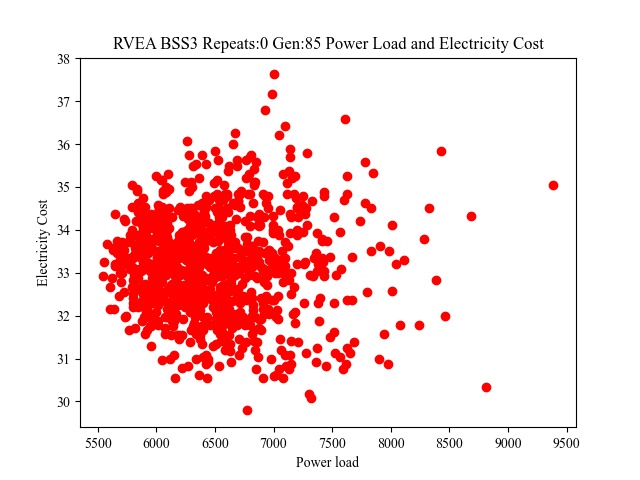 RVEA BSS3 Repeats:0 Gen:85 Power Load and Electricity Cost
38
37
36
35
34
33
32
31
30
Electricity Cost
5500 6000 6500 7000 7500 8000 8500 9000 9500
Power load